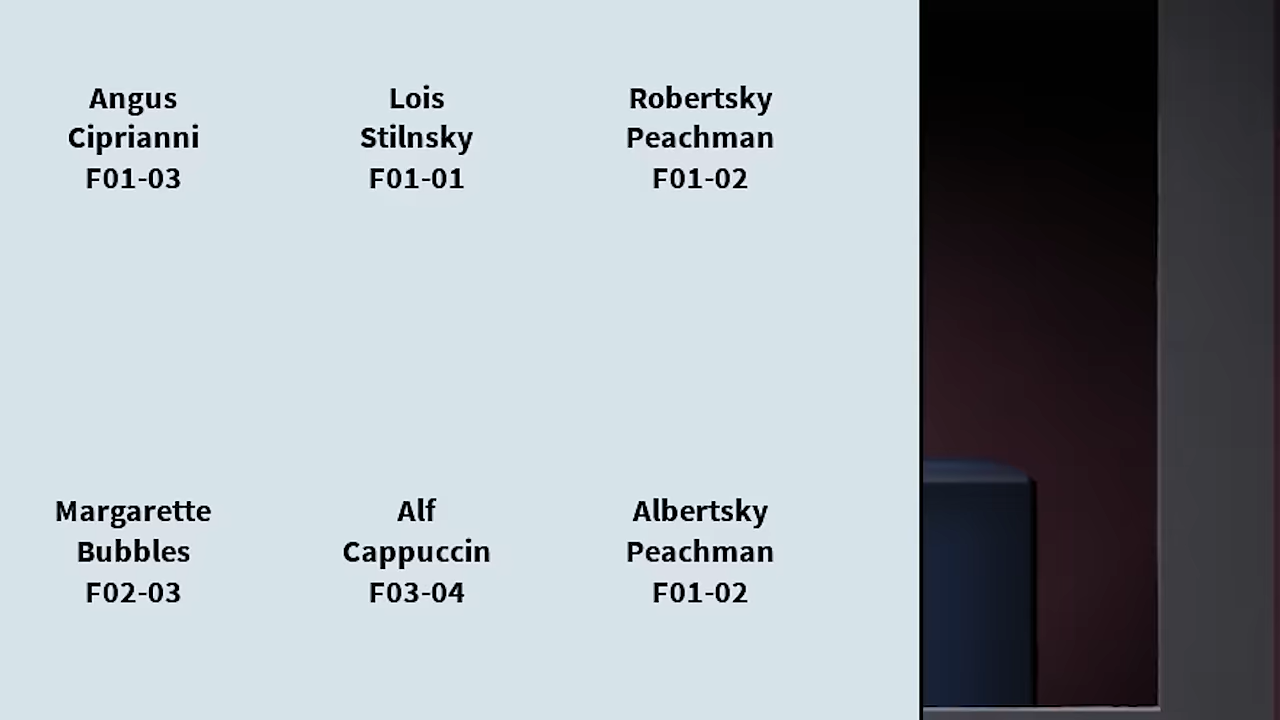 Angus
Ciprianni
F01-03
Lois
Stilnsky
F01-01
Robertsky
Peachman
F01-02
Margarette
Bubbles
F02-03
Alf
Cappuccin
F03-04
Albertsky
Peachman
F01-02